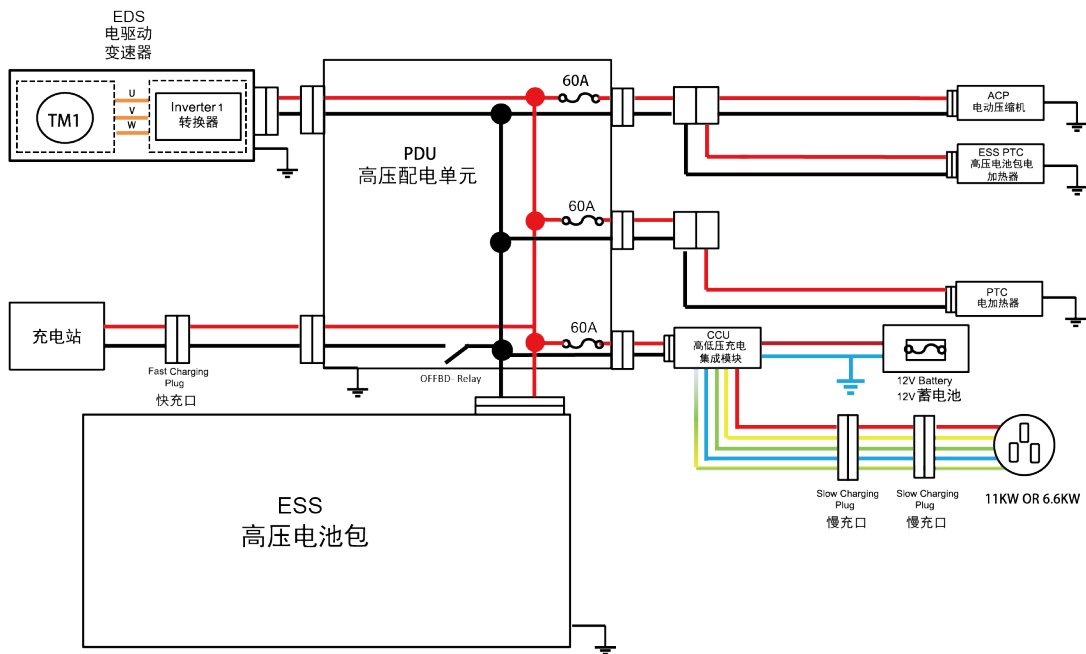 EDS
电驱动
变速器
TM1
U
V
W
Inverter 1
转换器
PDU
高压配电单元
60A
60A
60A
ACP
电动压缩机
ESS PTC
高压电池包电
加热器
PTC
电加热器
充电站
Fast Charging
Plug
快充口
OFFBD- Relay
CCU
高低压充电
集成模块
12V Battery
12V 蓄电池
Slow Charging
Plug
慢充口
Slow Charging
Plug
慢充口
11KW OR 6.6KW
ESS
高压电池包